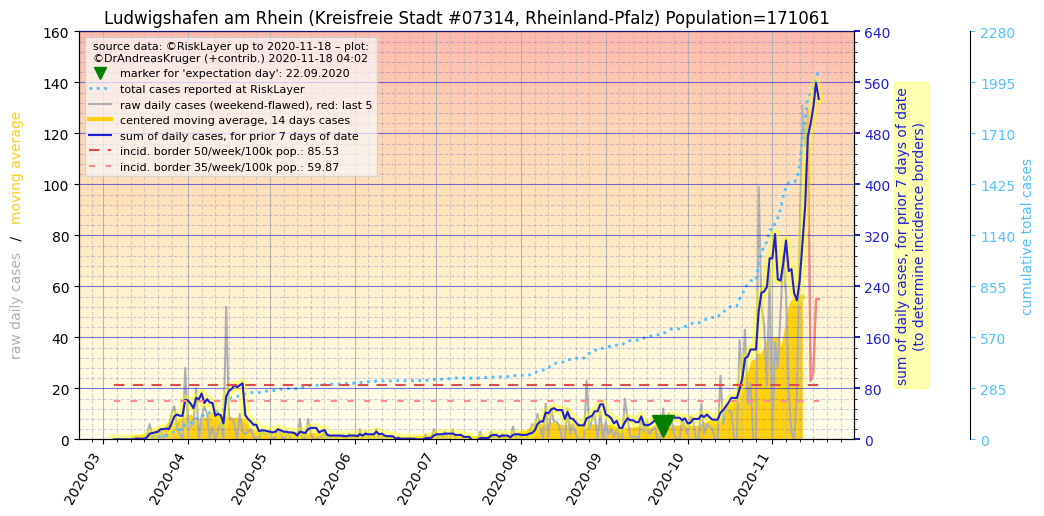 Ludwigshafen am Rhein (Kreisfreie Stadt #07314, Rheinland-Pfalz) Population=171061
source data: ©RiskLayer up to 2020-11-18 – plot:
©DrAndreasKruger (+contrib.) 2020-11-18 04:02
marker for 'expectation day': 22.09.2020
total cases reported at RiskLayer
raw daily cases (weekend-flawed), red: last 5
centered moving average, 14 days cases
sum of daily cases, for prior 7 days of date
incid. border 50/week/100k pop.: 85.53
incid. border 35/week/100k pop.: 59.87
raw daily cases / moving average
160
140
120
100
80
60
40
20
0
2020-03
2020-04
2020-05
2020-06
2020-07
2020-08
2020-09
2020-10
2020-11
640
560
480
400
320
240
160
80
0
sum of daily cases, for prior 7 days of date
(to determine incidence borders)
2280
1995
1710
1425
1140
855
570
285
0
cumulative total cases